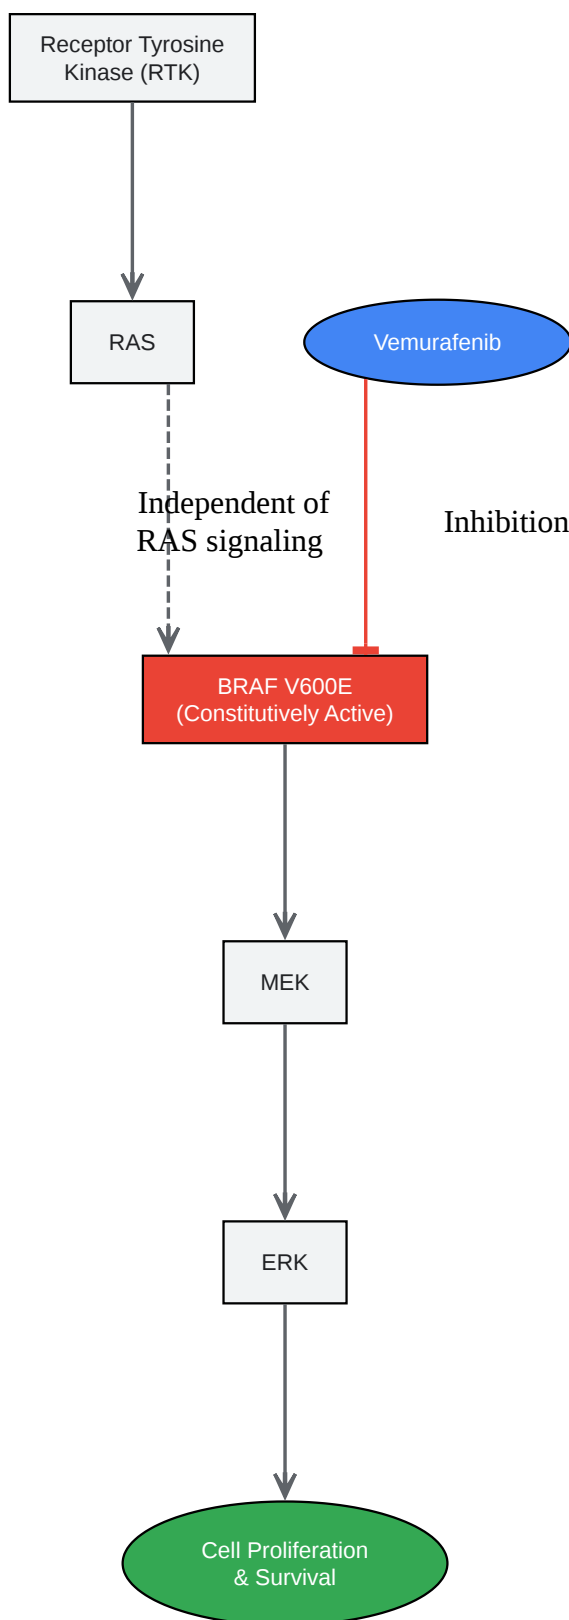 Receptor Tyrosine
Kinase (RTK)
RAS
Vemurafenib
Independent of
RAS signaling
Inhibition
BRAF V600E
(Constitutively Active)
MEK
ERK
Cell Proliferation
& Survival